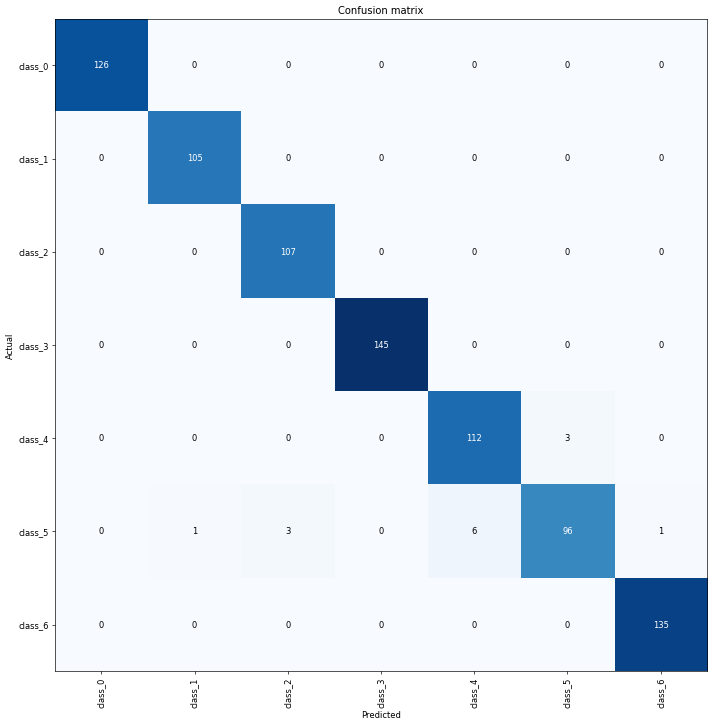 Confusion matrix
class_0 126 0 0 0 0 0 0
class_1 0 105 0 0 0 0 0
class_2 0 0 107 0 0 0 0
class_3 0 0 0 145 0 0 0
Actual
class_4 0 0 0 0 112 3 0
class_5 0 1 3 0 6 96 1
class_6 0 0 0 0 0 0 135
class_0 class_1 class_2 class_3 class_4 class_5 class_6
Predicted